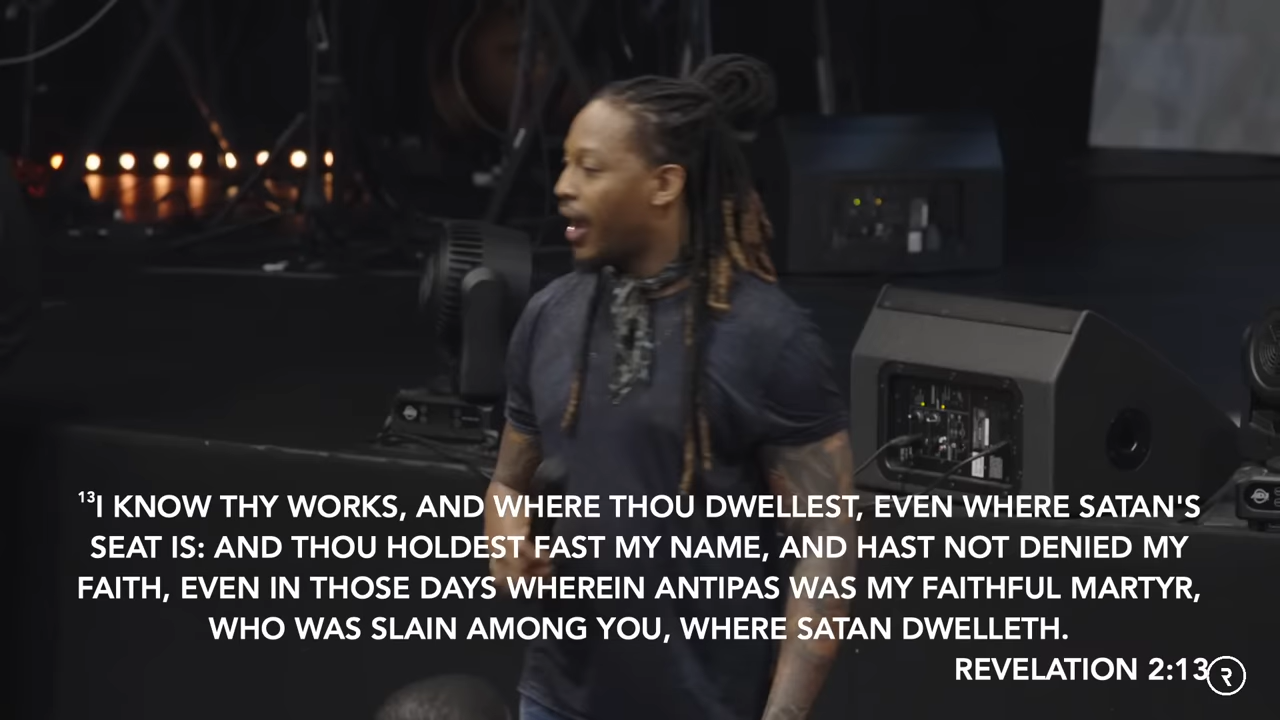 ¹³I KNOW THY WORKS, AND WHERE THOU DWELLEST, EVEN WHERE SATAN'S
SEAT IS: AND THOU HOLDEST FAST MY NAME, AND HAST NOT DENIED MY
FAITH, EVEN IN THOSE DAYS WHEREIN ANTIPAS WAS MY FAITHFUL MARTYR,
WHO WAS SLAIN AMONG YOU, WHERE SATAN DWELLETH.
REVELATION 2:13
R